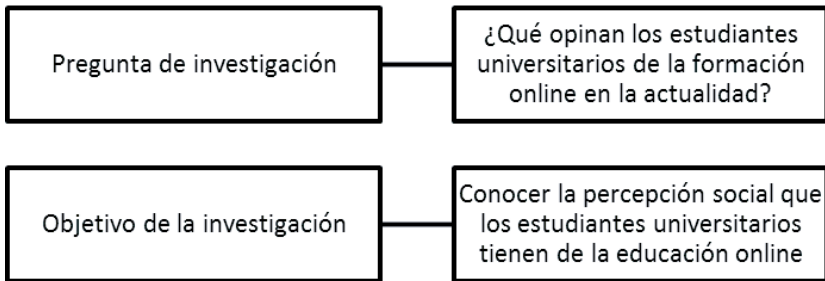 Pregunta de investigación
¿Qué opinan los estudiantes
universitarios de la formación
online en la actualidad?
Objetivo de la investigación
Conocer la percepción social que
los estudiantes universitarios
tienen de la educación online